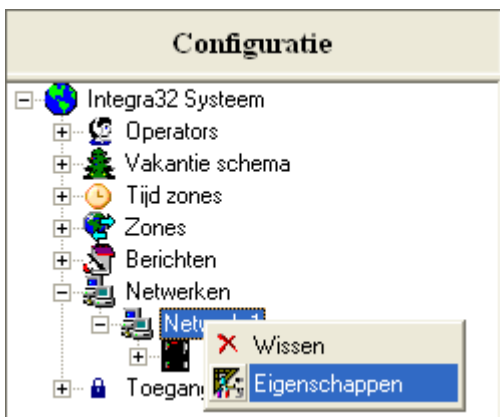 Configuratie
Integra32 Systeem
Operators
Vakantie schema
Tijd zones
Zones
Berichten
Netwerken
Wissen
Eigenschappen